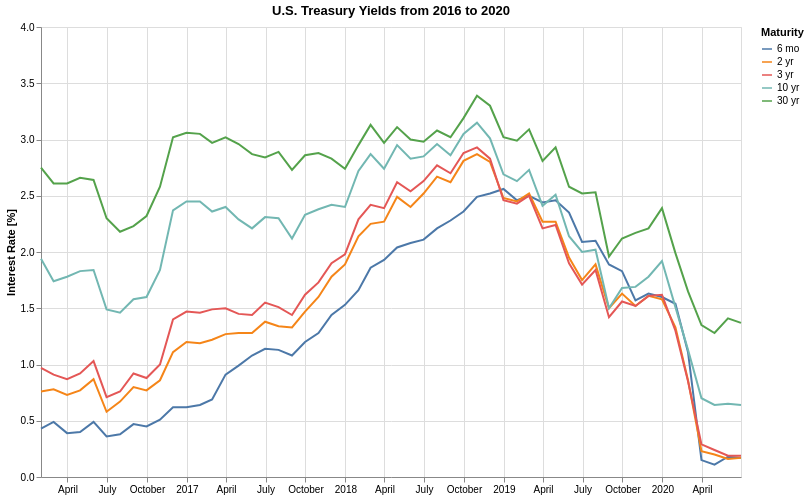 U.S. Treasury Yields from 2016 to 2020
Maturity
6 mo
2 yr
3 yr
10 yr
30 yr
Interest Rate [%]
4.0
3.5
3.0
2.5
2.0
1.5
1.0
0.5
0.0
April July October 2017 April July October 2018 April July October 2019 April July October 2020 April